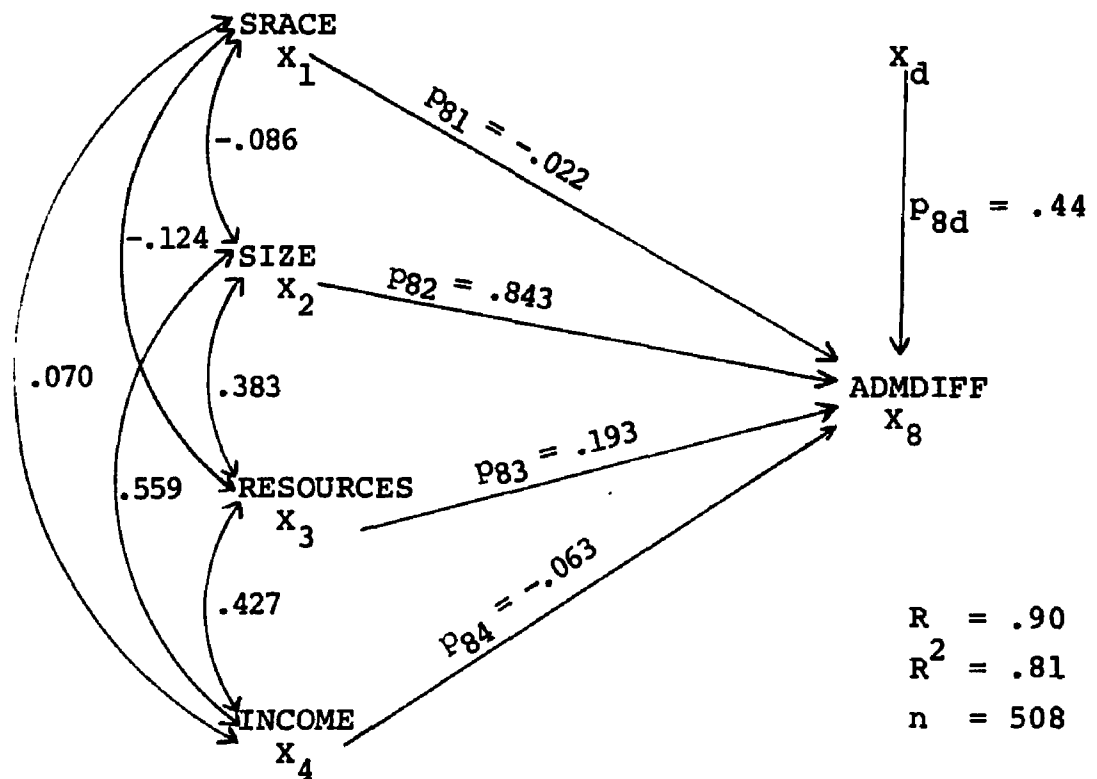 SRACE
X1
Xd
p81 = -.022
-.086
p8d = .44
-.124
SIZE
X2
p82 = .843
.070
.383
ADMDIFF
X8
p83 = .193
.559
RESOURCES
X3
p84 = -.063
.427
R = .90
R2 = .81
n = 508
INCOME
X4